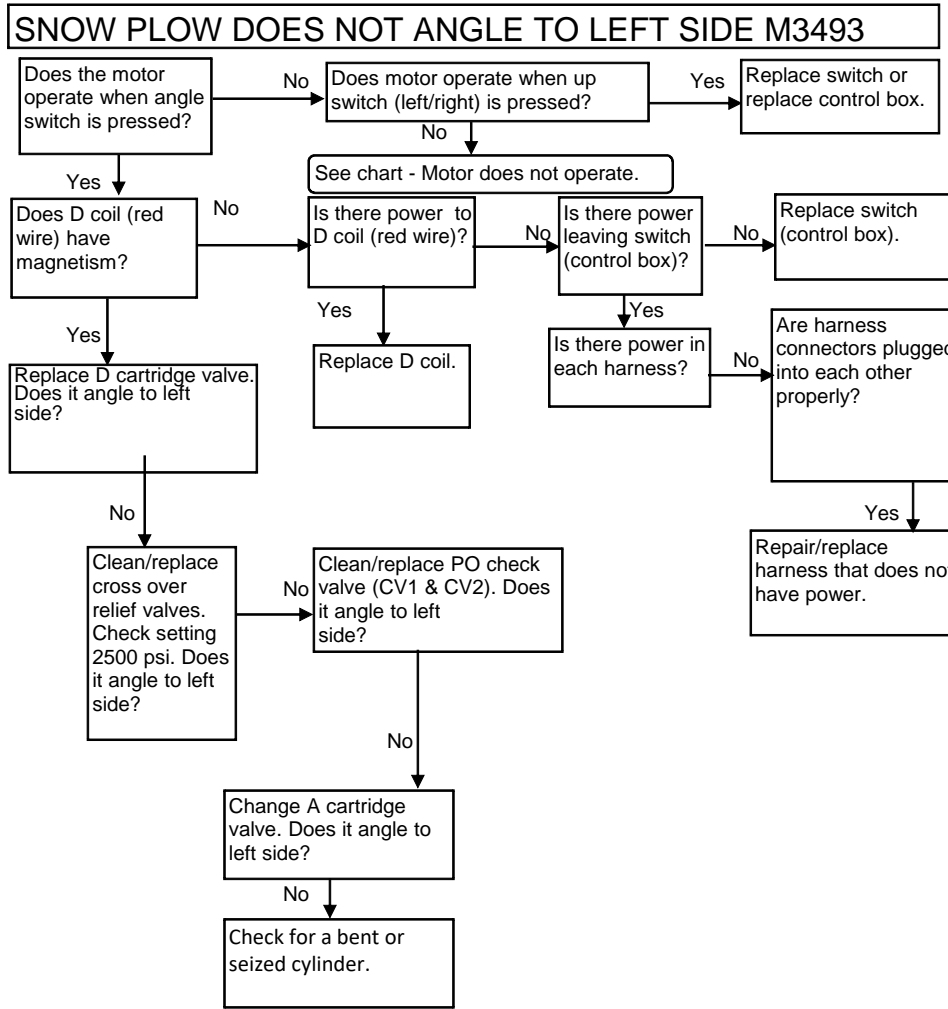 SNOW PLOW DOES NOT ANGLE TO LEFT SIDE M3493
Does the motor
operate when angle
switch is pressed?
No
Does motor operate when up
switch (left/right) is pressed?
Yes
Replace switch or
replace control box.
No
See chart - Motor does not operate.
Yes
Does D coil (red
wire) have
magnetism?
No
Is there power to
D coil (red wire)?
No
Is there power
leaving switch
(control box)?
No
Replace switch
(control box).
Yes
Replace D coil.
Yes
Is there power in
each harness?
No
Are harness
connectors plugged
into each other
properly?
Yes
Repair/replace
harness that does not
have power.
Yes
Replace D cartridge valve.
Does it angle to left
side?
No
Clean/replace
cross over
relief valves.
Check setting
2500 psi. Does
it angle to left
side?
No
Clean/replace PO check
valve (CV1 & CV2). Does
it angle to left
side?
No
Change A cartridge
valve. Does it angle to
left side?
No
Check for a bent or
seized cylinder.